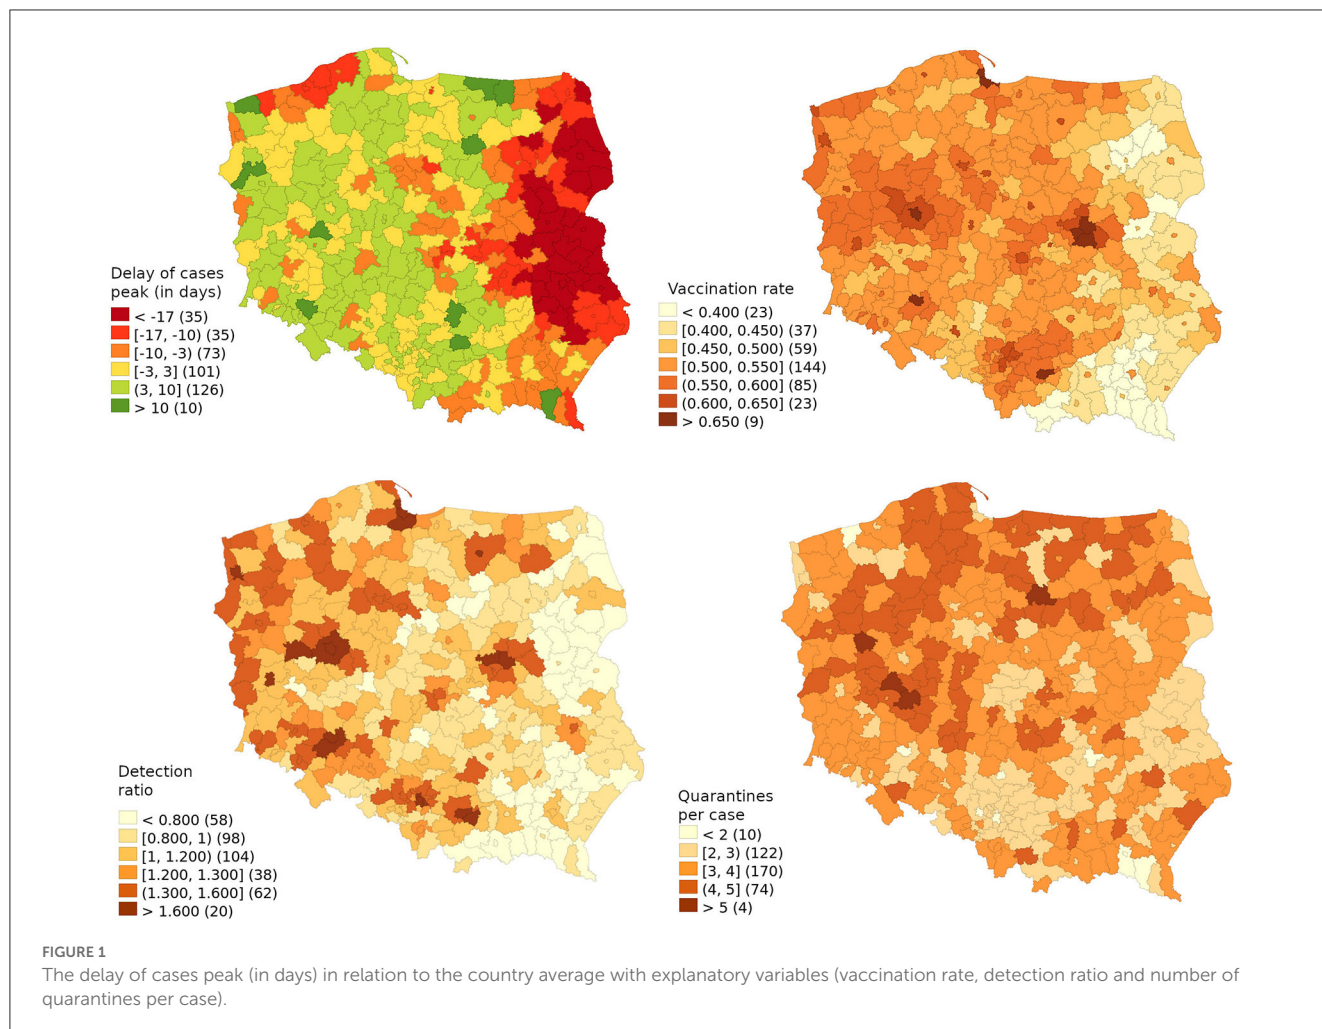 Delay of cases
peak (in days)
< -17 (35)
[-17, -10) (35)
[-10, -3) (73)
[-3, 3] (101)
(3, 10] (126)
> 10 (10)
Vaccination rate
< 0.400 (23)
[0.400, 0.450) (37)
[0.450, 0.500) (59)
[0.500, 0.550] (144)
(0.550, 0.600] (85)
(0.600, 0.650] (23)
> 0.650 (9)
Detection
ratio
< 0.800 (58)
[0.800, 1) (98)
[1, 1.200) (104)
[1.200, 1.300] (38)
(1.300, 1.600] (62)
> 1.600 (20)
Quarantines
per case
< 2 (10)
[2, 3) (122)
[3, 4] (170)
(4, 5] (74)
> 5 (4)
FIGURE 1
The delay of cases peak (in days) in relation to the country average with explanatory variables (vaccination rate, detection ratio and number of
quarantines per case).